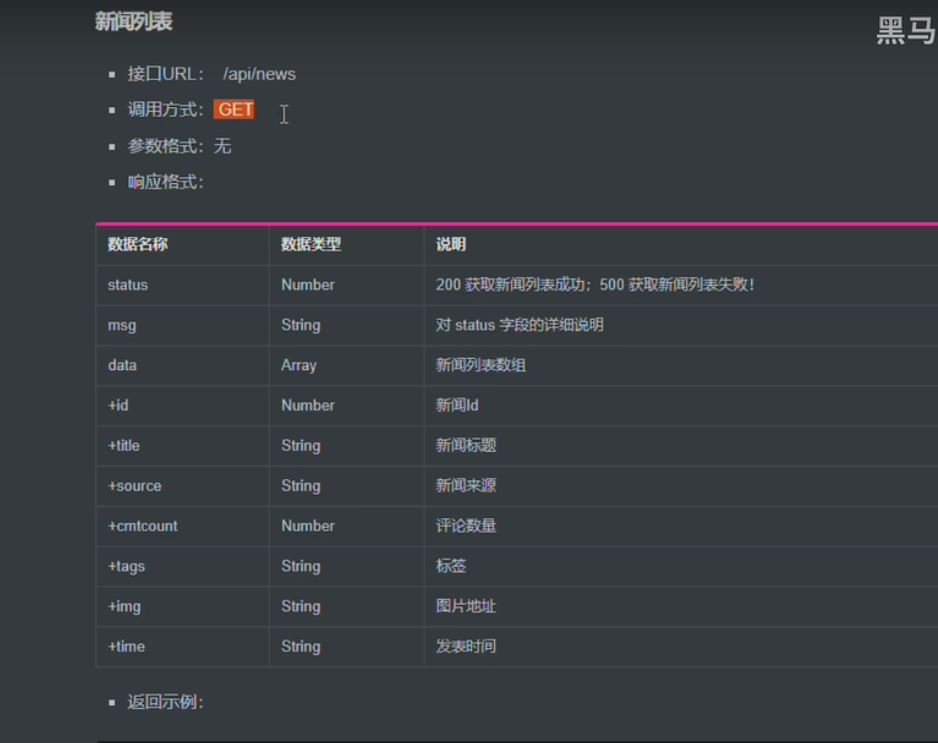 新闻列表
黑马
接口URL： /api/news
调用方式：GET
参数格式：无
响应格式：
数据名称 数据类型 说明
status Number 200 获取新闻列表成功；500 获取新闻列表失败！
msg String 对 status 字段的详细说明
data Array 新闻列表数组
+id Number 新闻Id
+title String 新闻标题
+source String 新闻来源
+cmtcount Number 评论数量
+tags String 标签
+img String 图片地址
+time String 发表时间
返回示例：